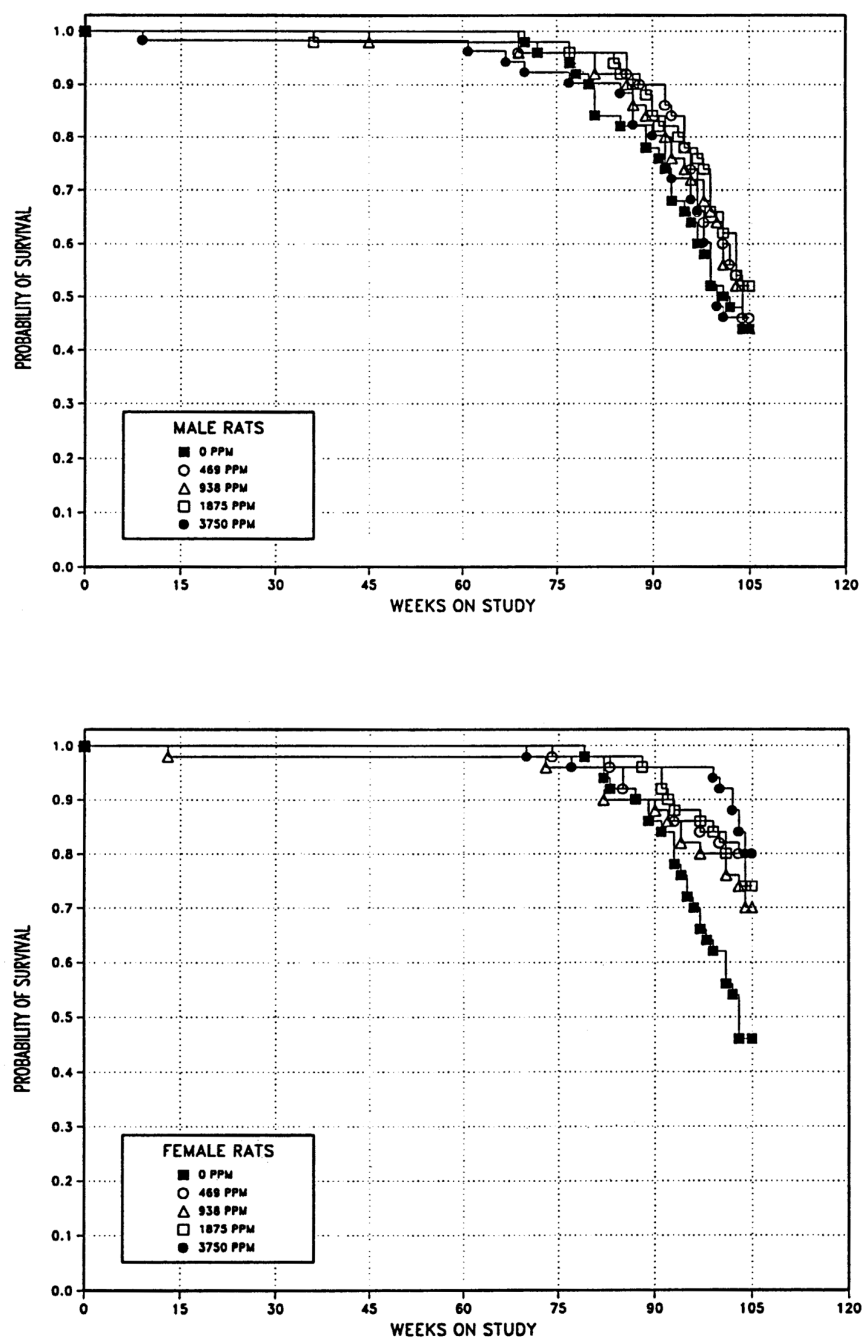 1.0
0.9
0.8
0.7
0.6
0.5
0.4
0.3
0.2
0.1
0.0
PROBABILITY OF SURVIVAL
MALE RATS
0 PPM
469 PPM
938 PPM
1875 PPM
3750 PPM
0 15 30 45 60 75 90 105 120
WEEKS ON STUDY
1.0
0.9
0.8
0.7
0.6
0.5
0.4
0.3
0.2
0.1
0.0
PROBABILITY OF SURVIVAL
FEMALE RATS
0 PPM
469 PPM
938 PPM
1875 PPM
3750 PPM
0 15 30 45 60 75 90 105 120
WEEKS ON STUDY